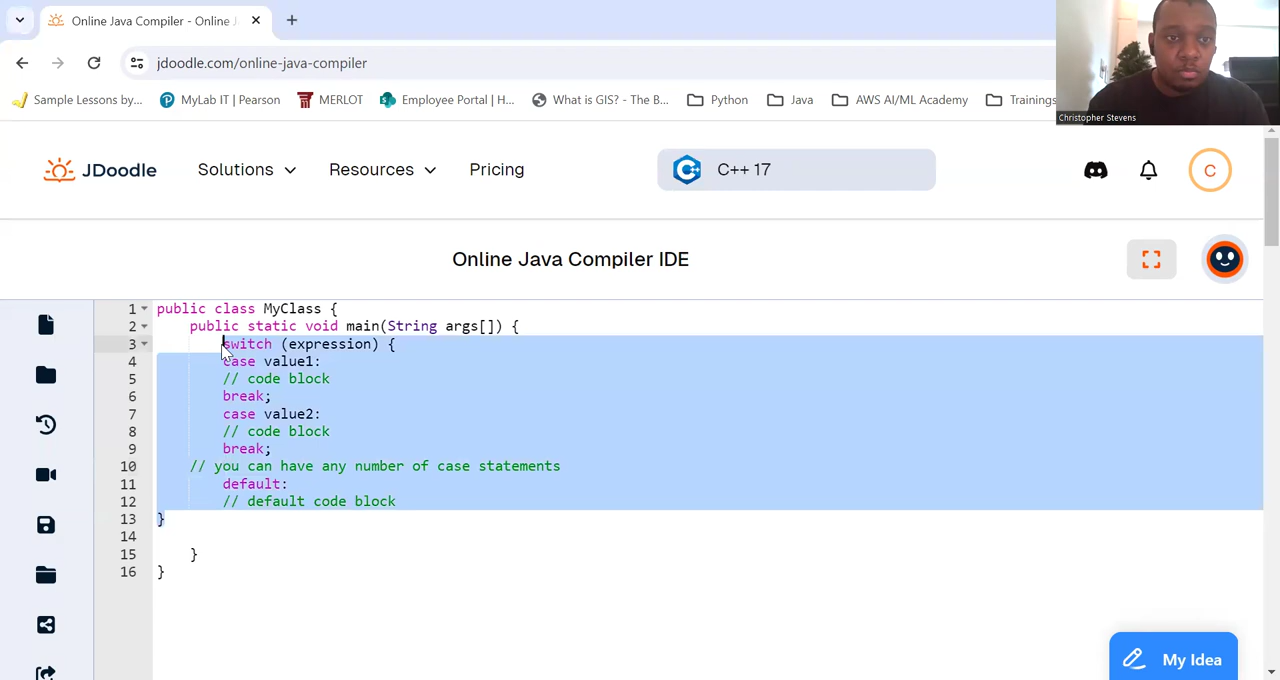 Online Java Compiler - Online J
jdoodle.com/online-java-compiler
Sample Lessons by... MyLab IT | Pearson MERLOT Employee Portal | H... What is GIS? - The B... Python Java AWS AI/ML Academy Trainings
Christopher Stevens
JDoodle Solutions Resources Pricing C++ 17 C
Online Java Compiler IDE
1 public class MyClass {
2 public static void main(String args[]) {
3 switch (expression) {
4 case value1:
5 // code block
6 break;
7 case value2:
8 // code block
9 break;
10 // you can have any number of case statements
11 default:
12 // default code block
13 }
14
15 }
16 }
My Idea